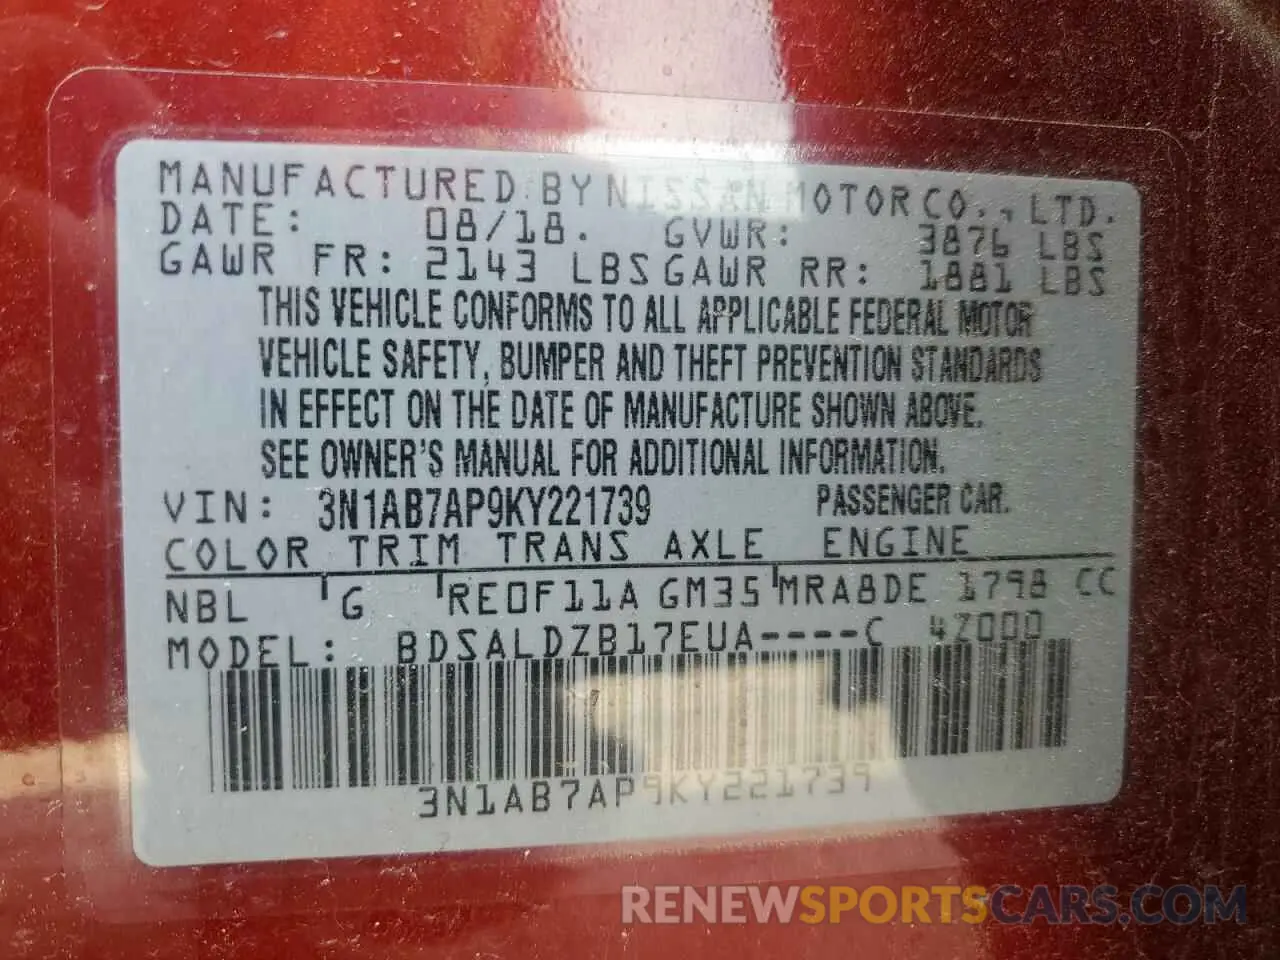 MANUFACTURED BY NISSAN MOTOR CO., LTD.
DATE: 08/18. GVWR: 3876 LBS
GAWR FR: 2143 LBS GAWR RR: 1881 LBS
THIS VEHICLE CONFORMS TO ALL APPLICABLE FEDERAL MOTOR
VEHICLE SAFETY, BUMPER AND THEFT PREVENTION STANDARDS
IN EFFECT ON THE DATE OF MANUFACTURE SHOWN ABOVE.
SEE OWNER'S MANUAL FOR ADDITIONAL INFORMATION.
VIN: 3N1AB7AP9KY221739 PASSENGER CAR.
COLOR TRIM TRANS AXLE ENGINE
NBL G RE0F11A GM35 MRA8DE 1798 CC
MODEL: BDSALDZB17EUA----C 4Z000
3N1AB7AP9KY221739
RENEWSPORTSCARS.COM